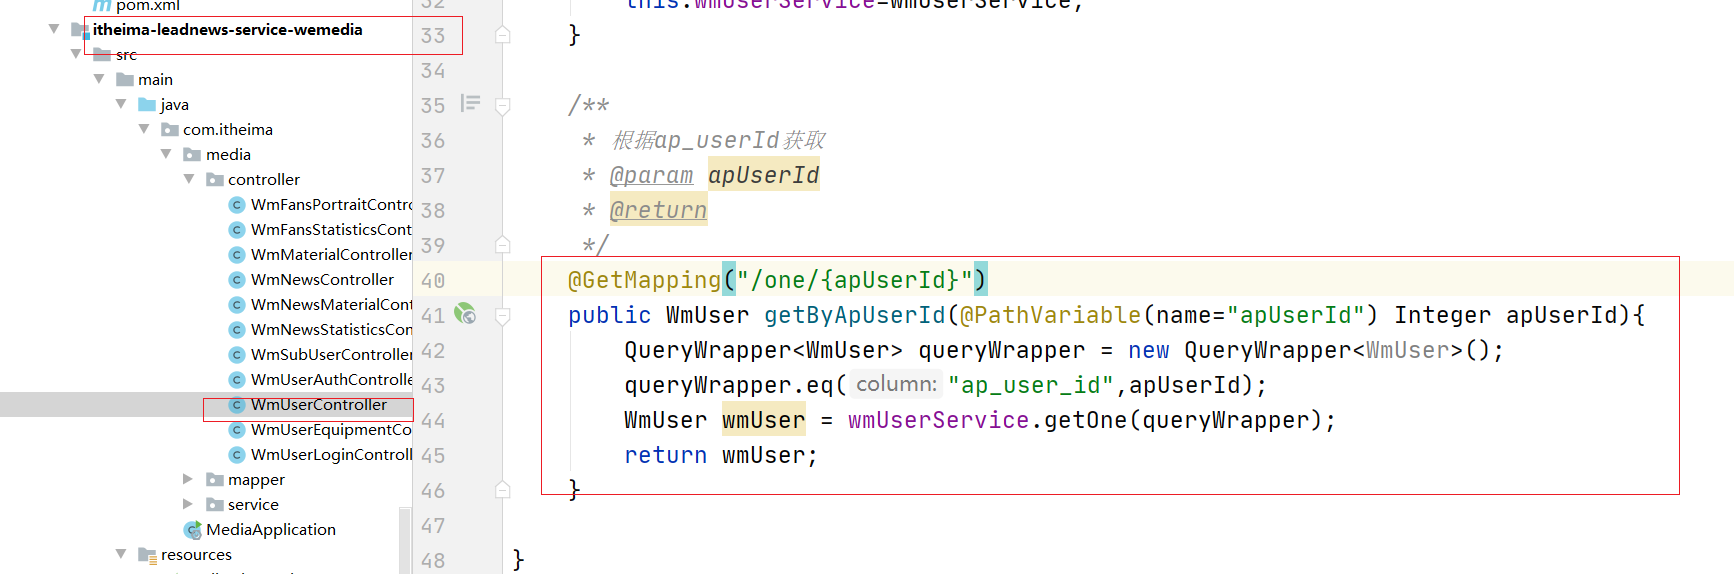 pom.xml
itheima-leadnews-service-wemedia
src
main
java
com.itheima
media
controller
WmFansPortraitContro
WmFansStatisticsCont
WmMaterialController
WmNewsController
WmNewsMaterialCont
WmNewsStatisticsCon
WmSubUserController
WmUserAuthControlle
WmUserController
WmUserEquipmentCo
WmUserLoginControll
mapper
service
MediaApplication
resources
32 this.wmUserService=wmUserService;
33 }
34
35 /**
36 * 根据ap_userId获取
37 * @param apUserId
38 * @return
39 */
40 @GetMapping("/one/{apUserId}")
41 public WmUser getByApUserId(@PathVariable(name="apUserId") Integer apUserId){
42 QueryWrapper<WmUser> queryWrapper = new QueryWrapper<WmUser>();
43 queryWrapper.eq( column: "ap_user_id",apUserId);
44 WmUser wmUser = wmUserService.getOne(queryWrapper);
45 return wmUser;
46 }
47
48 }